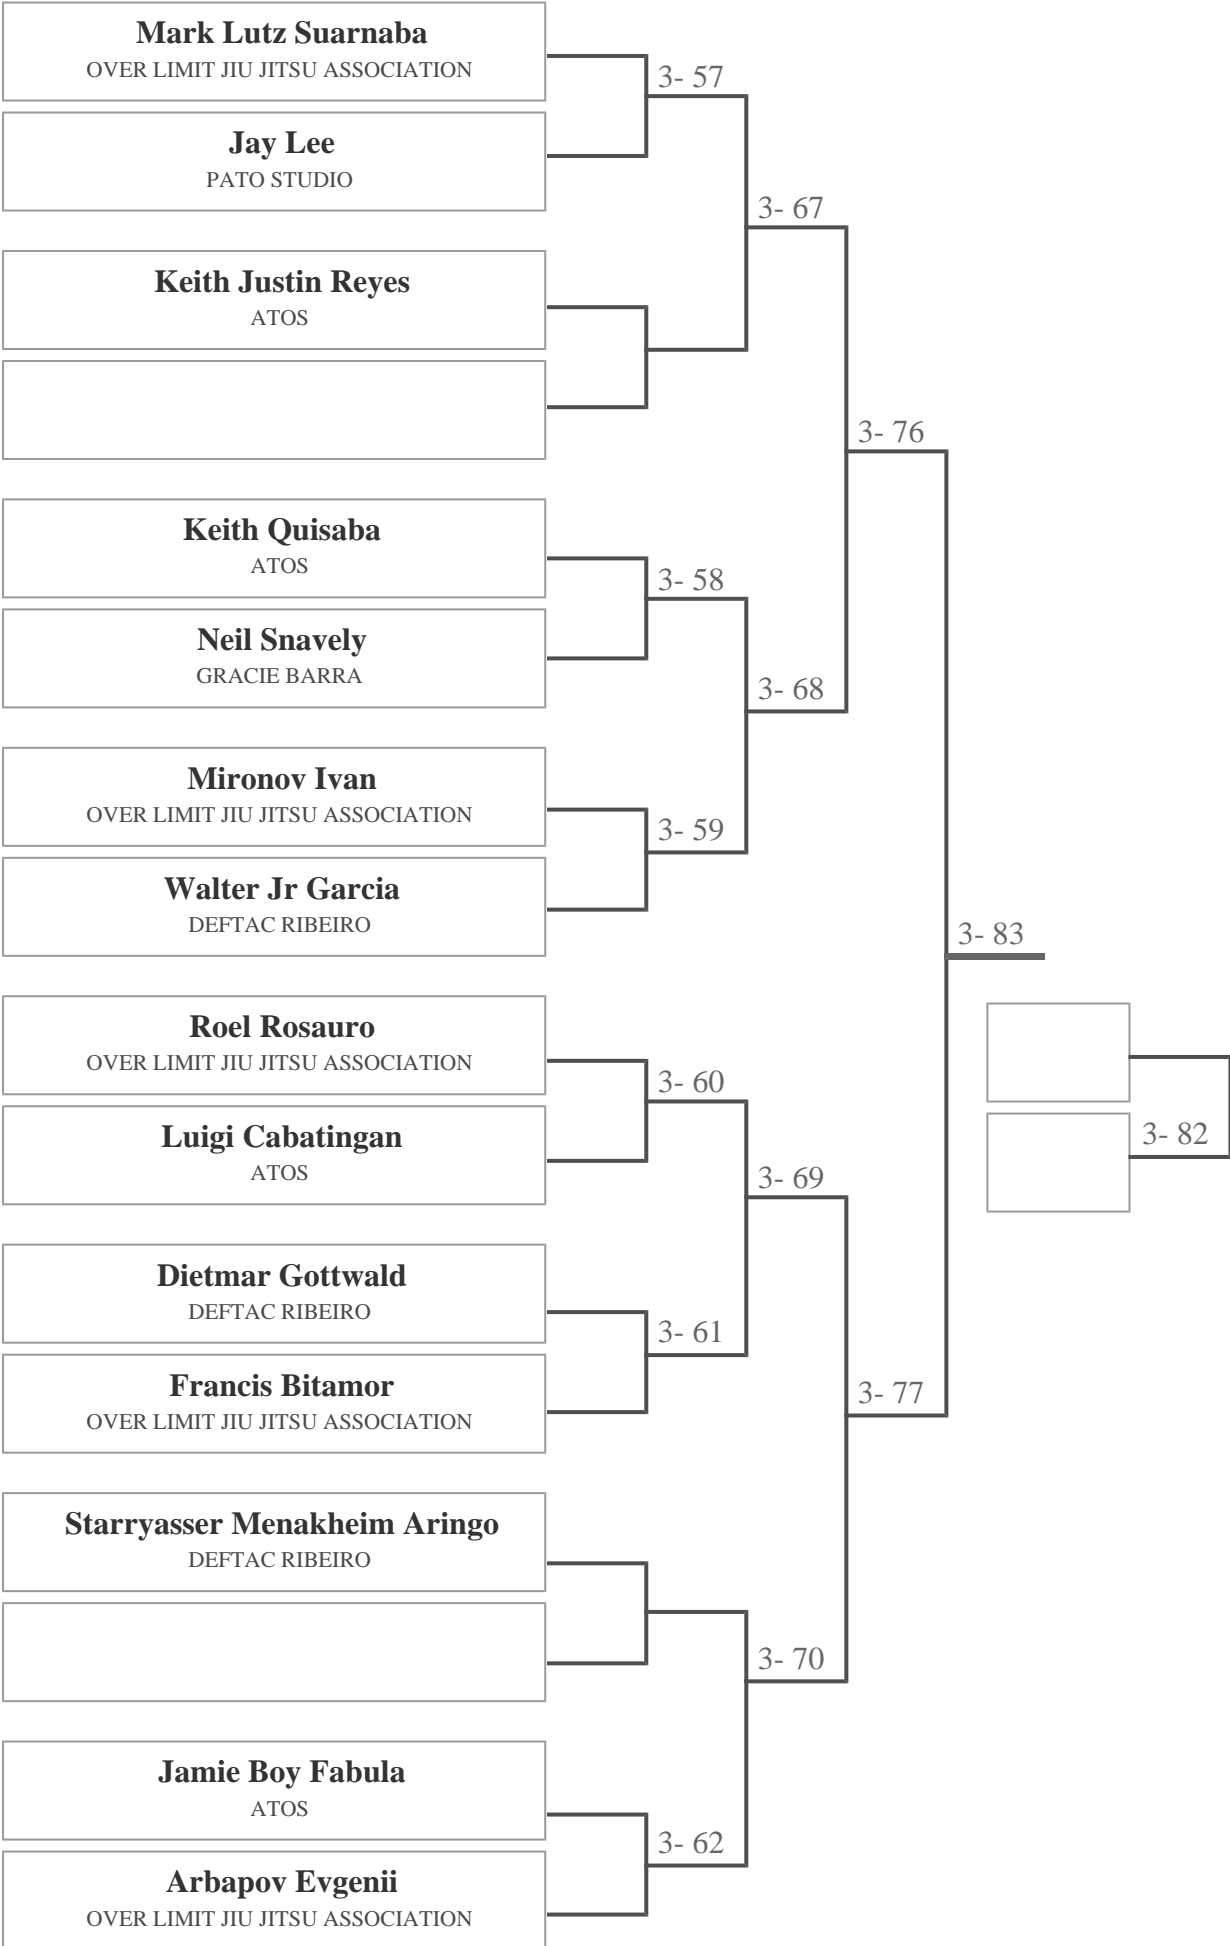 Mark Lutz Suarnaba
OVER LIMIT JIU JITSU ASSOCIATION
3- 57
Jay Lee
PATO STUDIO
3- 67
Keith Justin Reyes
ATOS
3- 76
Keith Quisaba
ATOS
3- 58
Neil Snavely
GRACIE BARRA
3- 68
Mironov Ivan
OVER LIMIT JIU JITSU ASSOCIATION
3- 59
Walter Jr Garcia
DEFTAC RIBEIRO
3- 83
Roel Rosauro
OVER LIMIT JIU JITSU ASSOCIATION
3- 60
Luigi Cabatingan
ATOS
3- 82
3- 69
Dietmar Gottwald
DEFTAC RIBEIRO
3- 61
Francis Bitamor
OVER LIMIT JIU JITSU ASSOCIATION
3- 77
Starryasser Menakheim Aringo
DEFTAC RIBEIRO
3- 70
Jamie Boy Fabula
ATOS
3- 62
Arbapov Evgenii
OVER LIMIT JIU JITSU ASSOCIATION